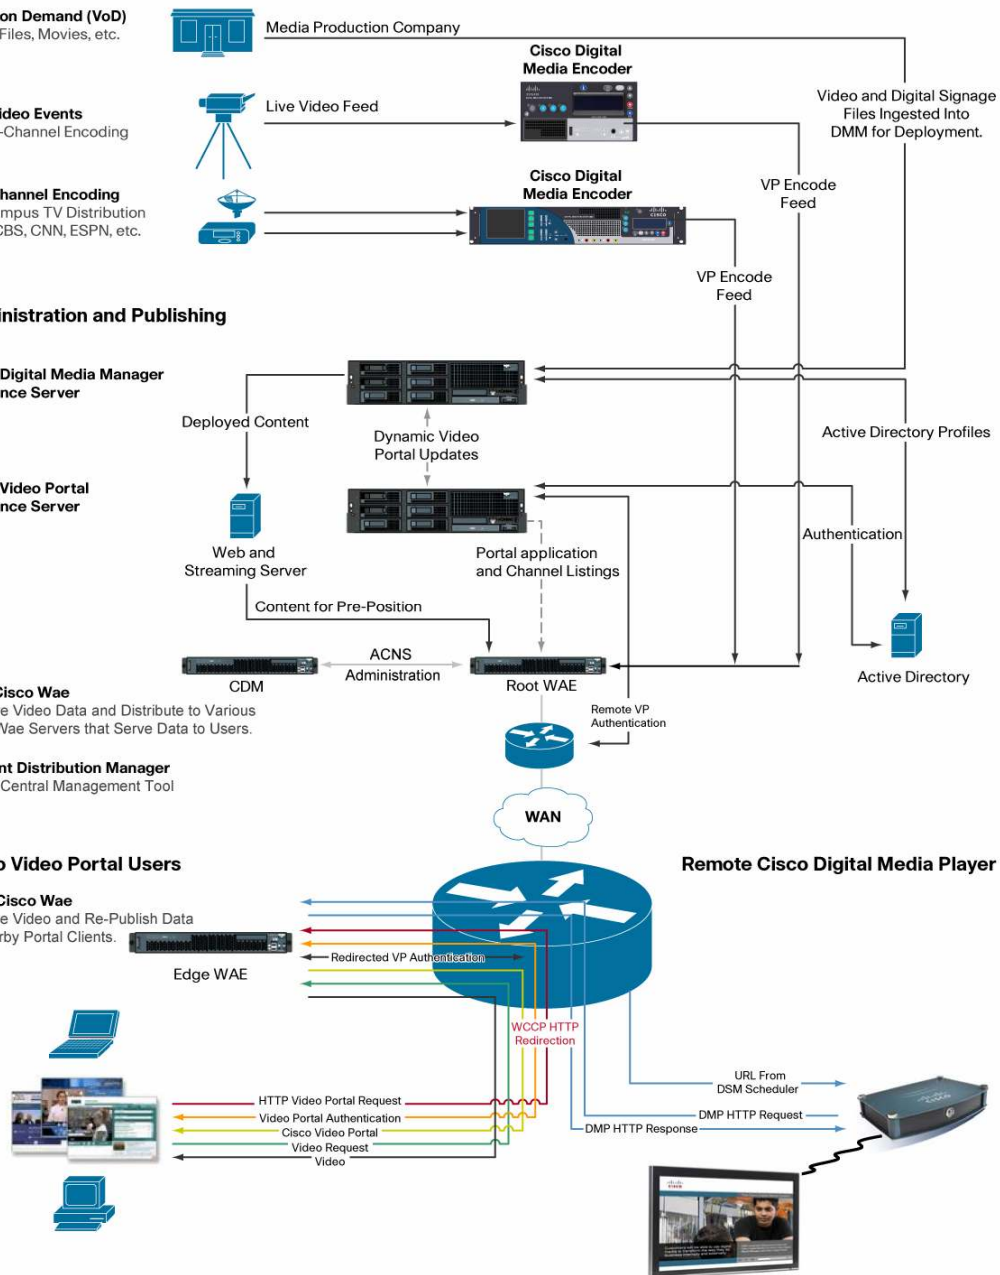 on Demand (VoD)
Files, Movies, etc.
Media Production Company
Cisco Digital
Media Encoder
Video and Digital Signage
Files Ingested Into
DMM for Deployment.
ideo Events
-Channel Encoding
Live Video Feed
hannel Encoding
mpus TV Distribution
CBS, CNN, ESPN, etc.
Cisco Digital
Media Encoder
VP Encode
Feed
VP Encode
Feed
inistration and Publishing
Digital Media Manager
nce Server
Deployed Content
Dynamic Video
Portal Updates
Active Directory Profiles
Video Portal
nce Server
Web and
Streaming Server
Portal application
and Channel Listings
Authentication
Content for Pre-Position
ACNS
Administration
CDM
Root WAE
Active Directory
Cisco Wae
e Video Data and Distribute to Various
Wae Servers that Serve Data to Users.
Remote VP
Authentication
nt Distribution Manager
Central Management Tool
WAN
o Video Portal Users
Remote Cisco Digital Media Player
Cisco Wae
e Video and Re-Publish Data
rby Portal Clients.
Edge WAE
Redirected VP Authentication
WCCP HTTP
Redirection
URL From
DSM Scheduler
HTTP Video Portal Request
Video Portal Authentication
Cisco Video Portal
Video Request
Video
DMP HTTP Request
DMP HTTP Response
CISCO
CISCO
CISCO